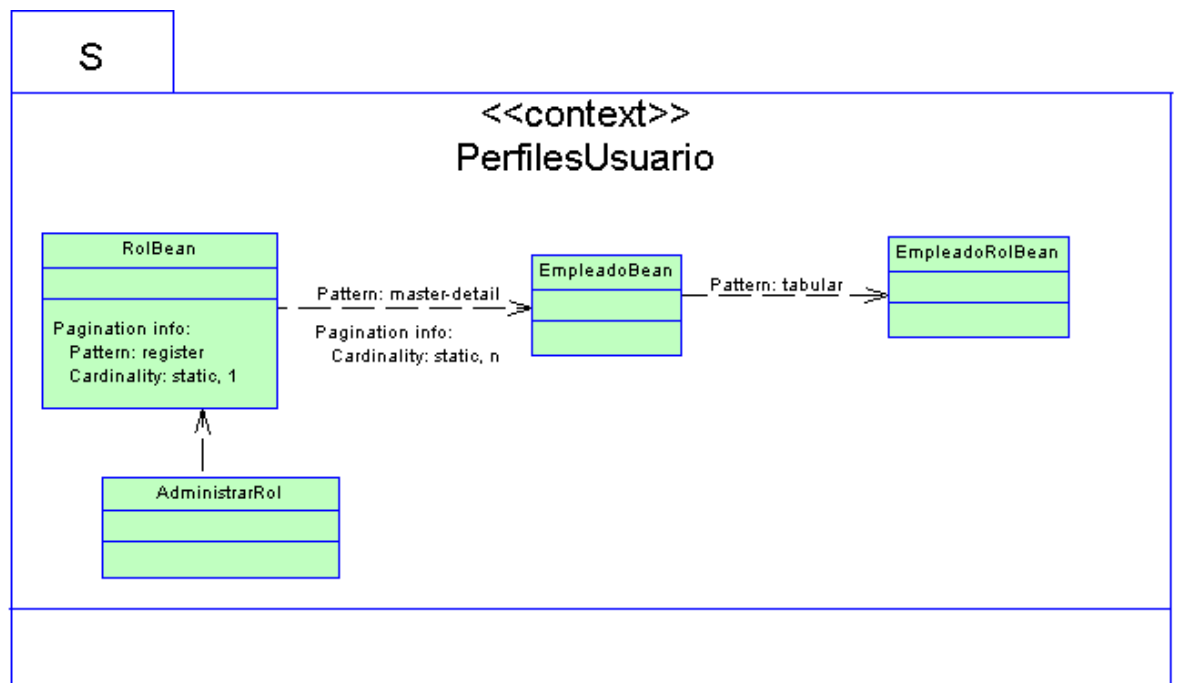 S
<<context>>
PerfilesUsuario
RolBean
Pagination info:
Pattern: register
Cardinality: static, 1
Pattern: master-detail
Pagination info:
Cardinality: static, n
EmpleadoBean
Pattern: tabular
EmpleadoRolBean
AdministrarRol